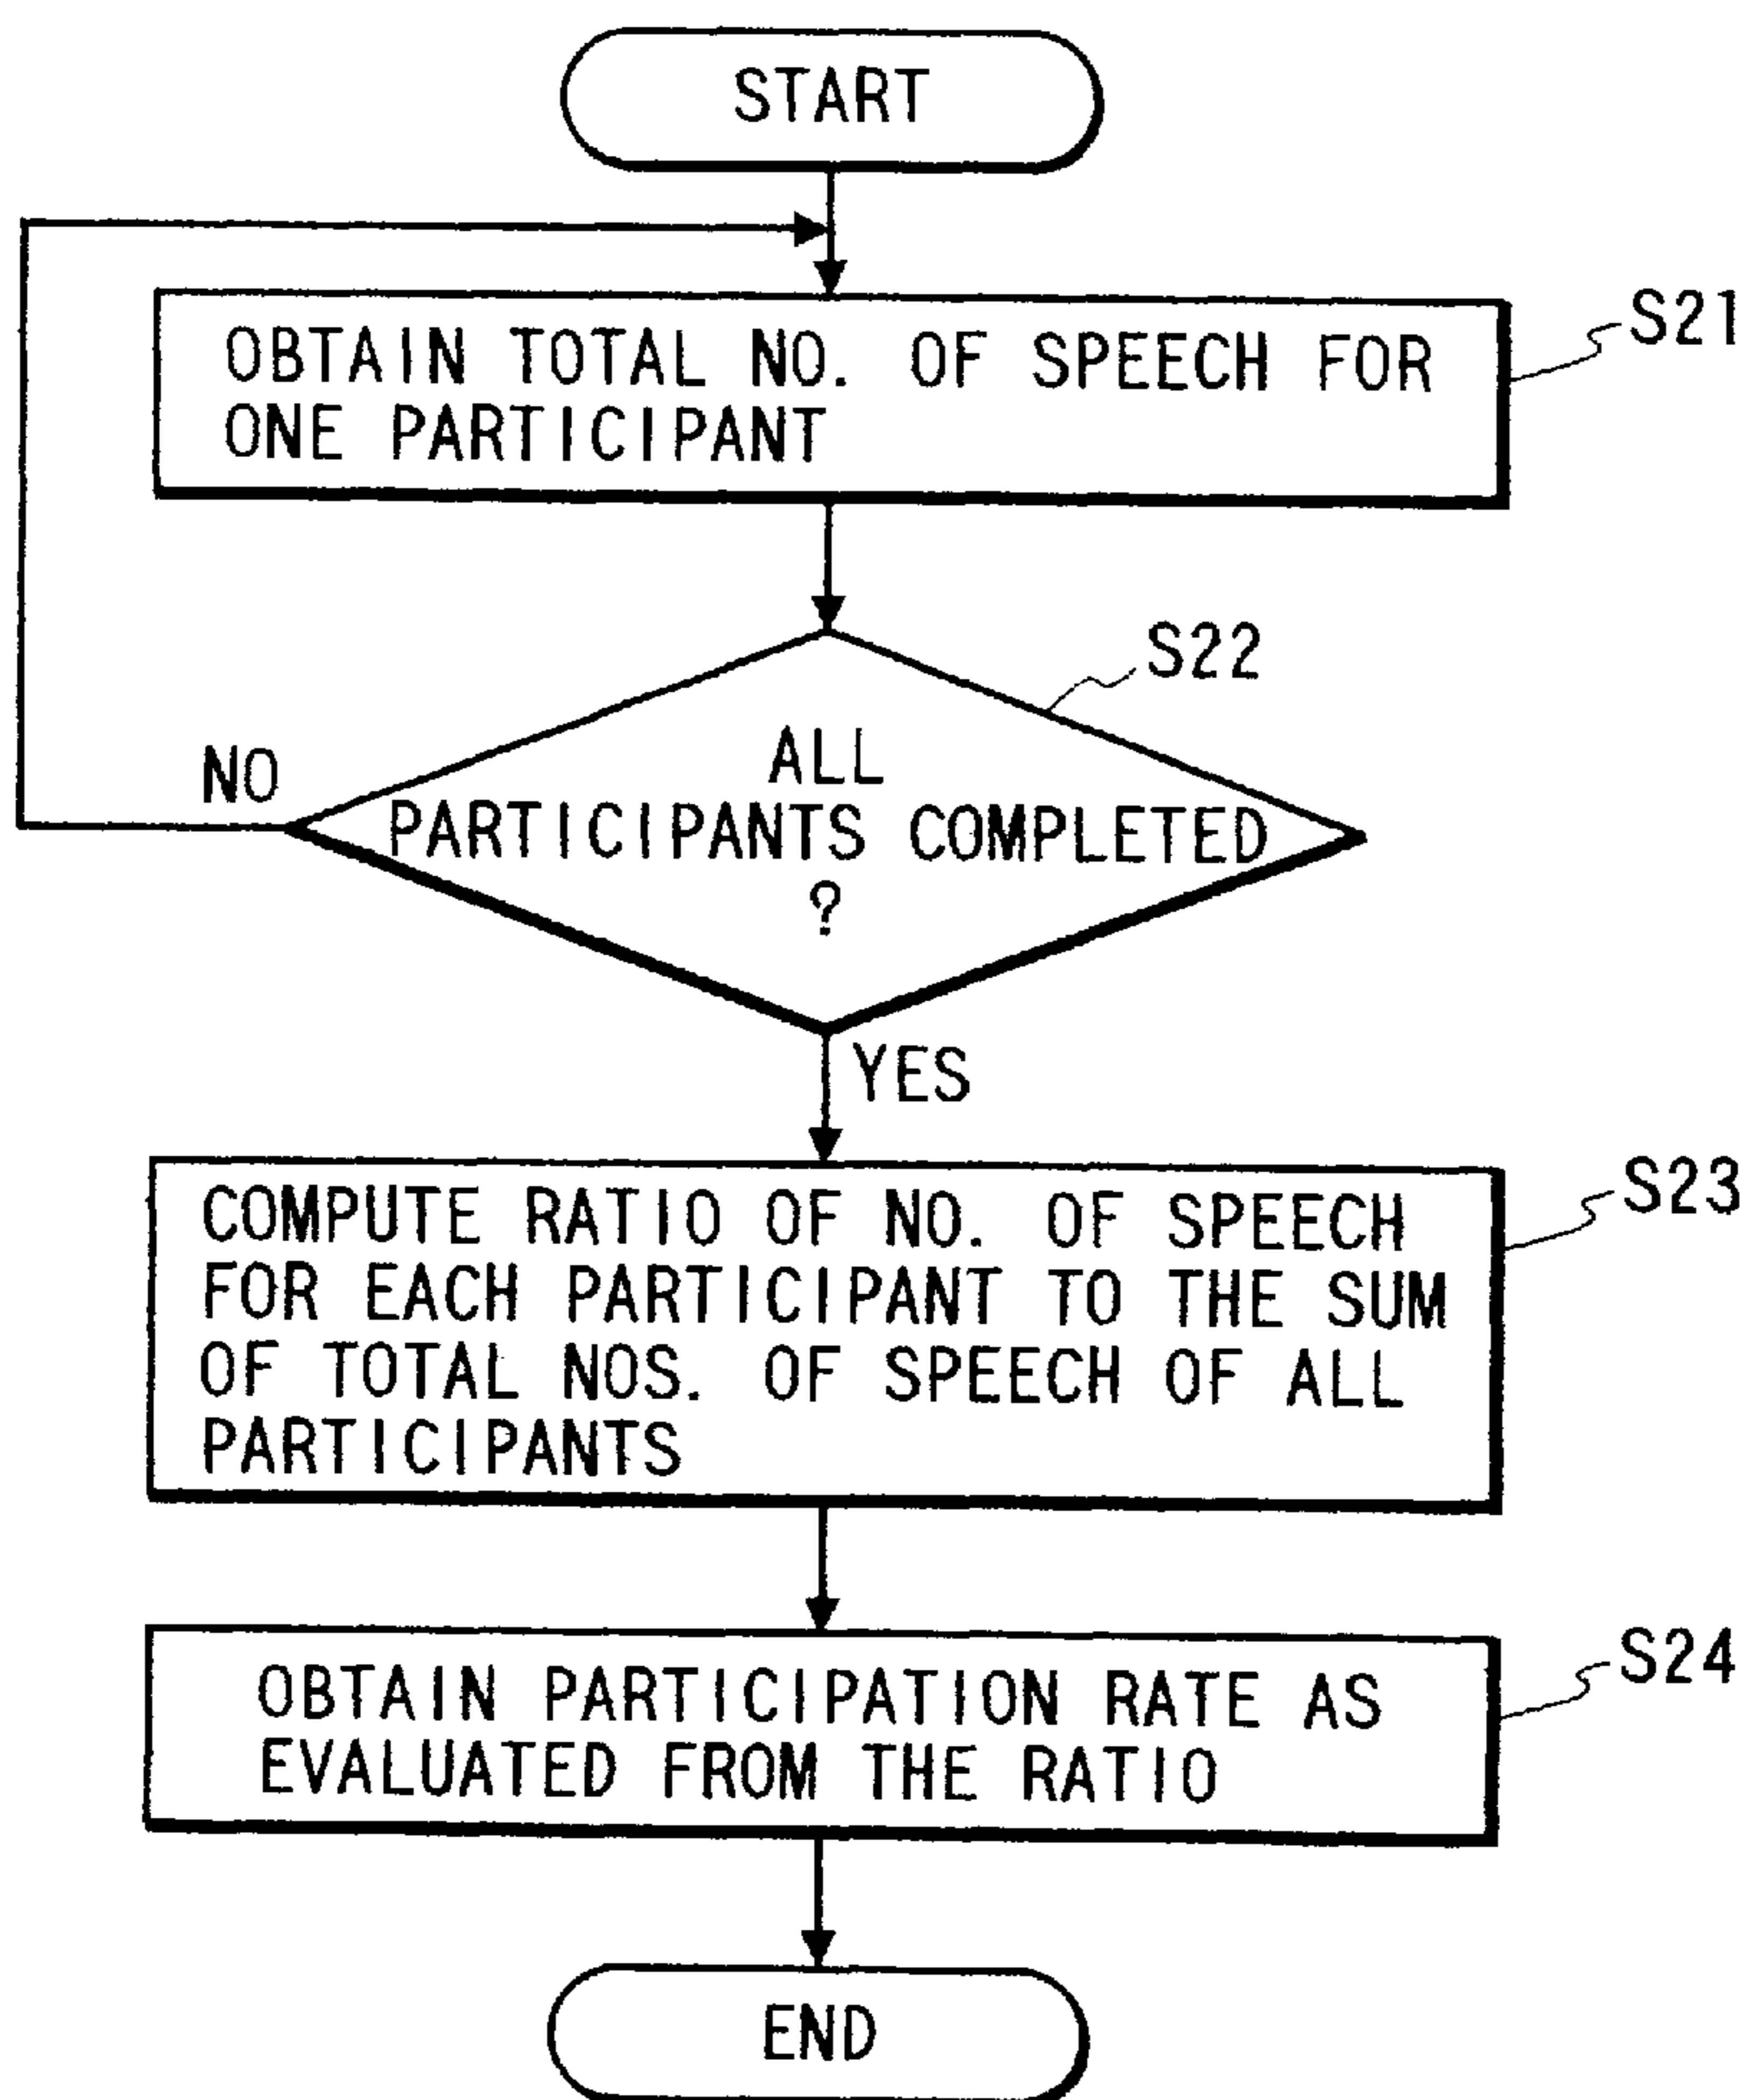 START
OBTAIN TOTAL NO. OF SPEECH FOR
ONE PARTICIPANT
S21
S22
ALL
PARTICIPANTS COMPLETED
?
NO
YES
COMPUTE RATIO OF NO. OF SPEECH
FOR EACH PARTICIPANT TO THE SUM
OF TOTAL NOS. OF SPEECH OF ALL
PARTICIPANTS
S23
OBTAIN PARTICIPATION RATE AS
EVALUATED FROM THE RATIO
S24
END